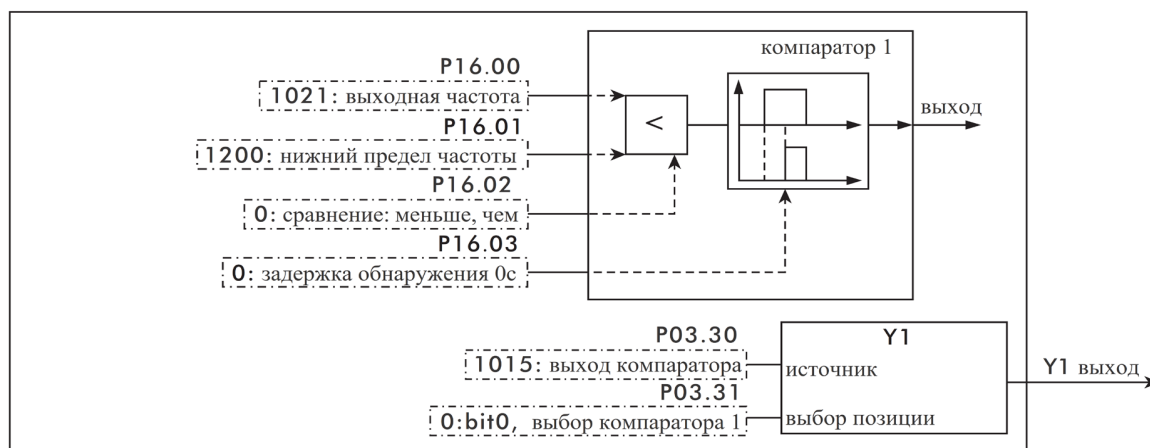 компаратор 1
P16.00
1021: выходная частота
<
выход
P16.01
1200: нижний предел частоты
P16.02
0: сравнение: меньше, чем
P16.03
0: задержка обнаружения 0с
P03.30
Y1
1015: выход компаратора
источник
Y1 выход
P03.31
0:bit0, выбор компаратора 1
выбор позиции